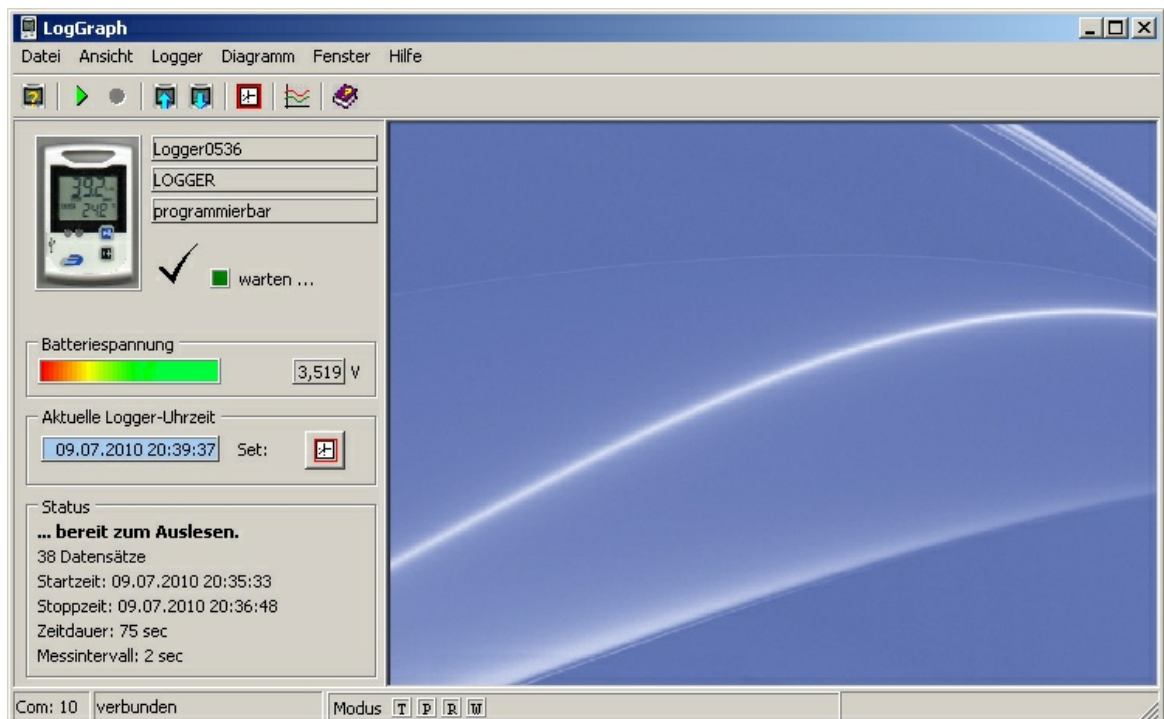 LogGraph
Datei Ansicht Logger Diagramm Fenster Hilfe
Logger0536
LOGGER
programmierbar
warten ...
Batteriespannung
3,519 V
Aktuelle Logger-Uhrzeit
09.07.2010 20:39:37 Set:
Status
... bereit zum Auslesen.
38 Datensätze
Startzeit: 09.07.2010 20:35:33
Stoppzeit: 09.07.2010 20:36:48
Zeitdauer: 75 sec
Messintervall: 2 sec
Com: 10 verbunden Modus T P R W